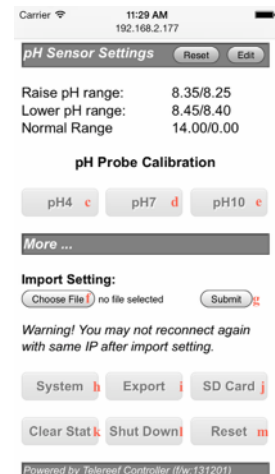 Carrier 11:29 AM
192.168.2.177
pH Sensor Settings Reset Edit
Raise pH range: 8.35/8.25
Lower pH range: 8.45/8.40
Normal Range 14.00/0.00
pH Probe Calibration
pH4 c pH7 d pH10 e
More ...
Import Setting:
Choose File f no file selected Submit g
Warning! You may not reconnect again
with same IP after import setting.
System h Export i SD Card j
Clear Stat k Shut Down l Reset m
Powered by Telereef Controller (f/w:131201)